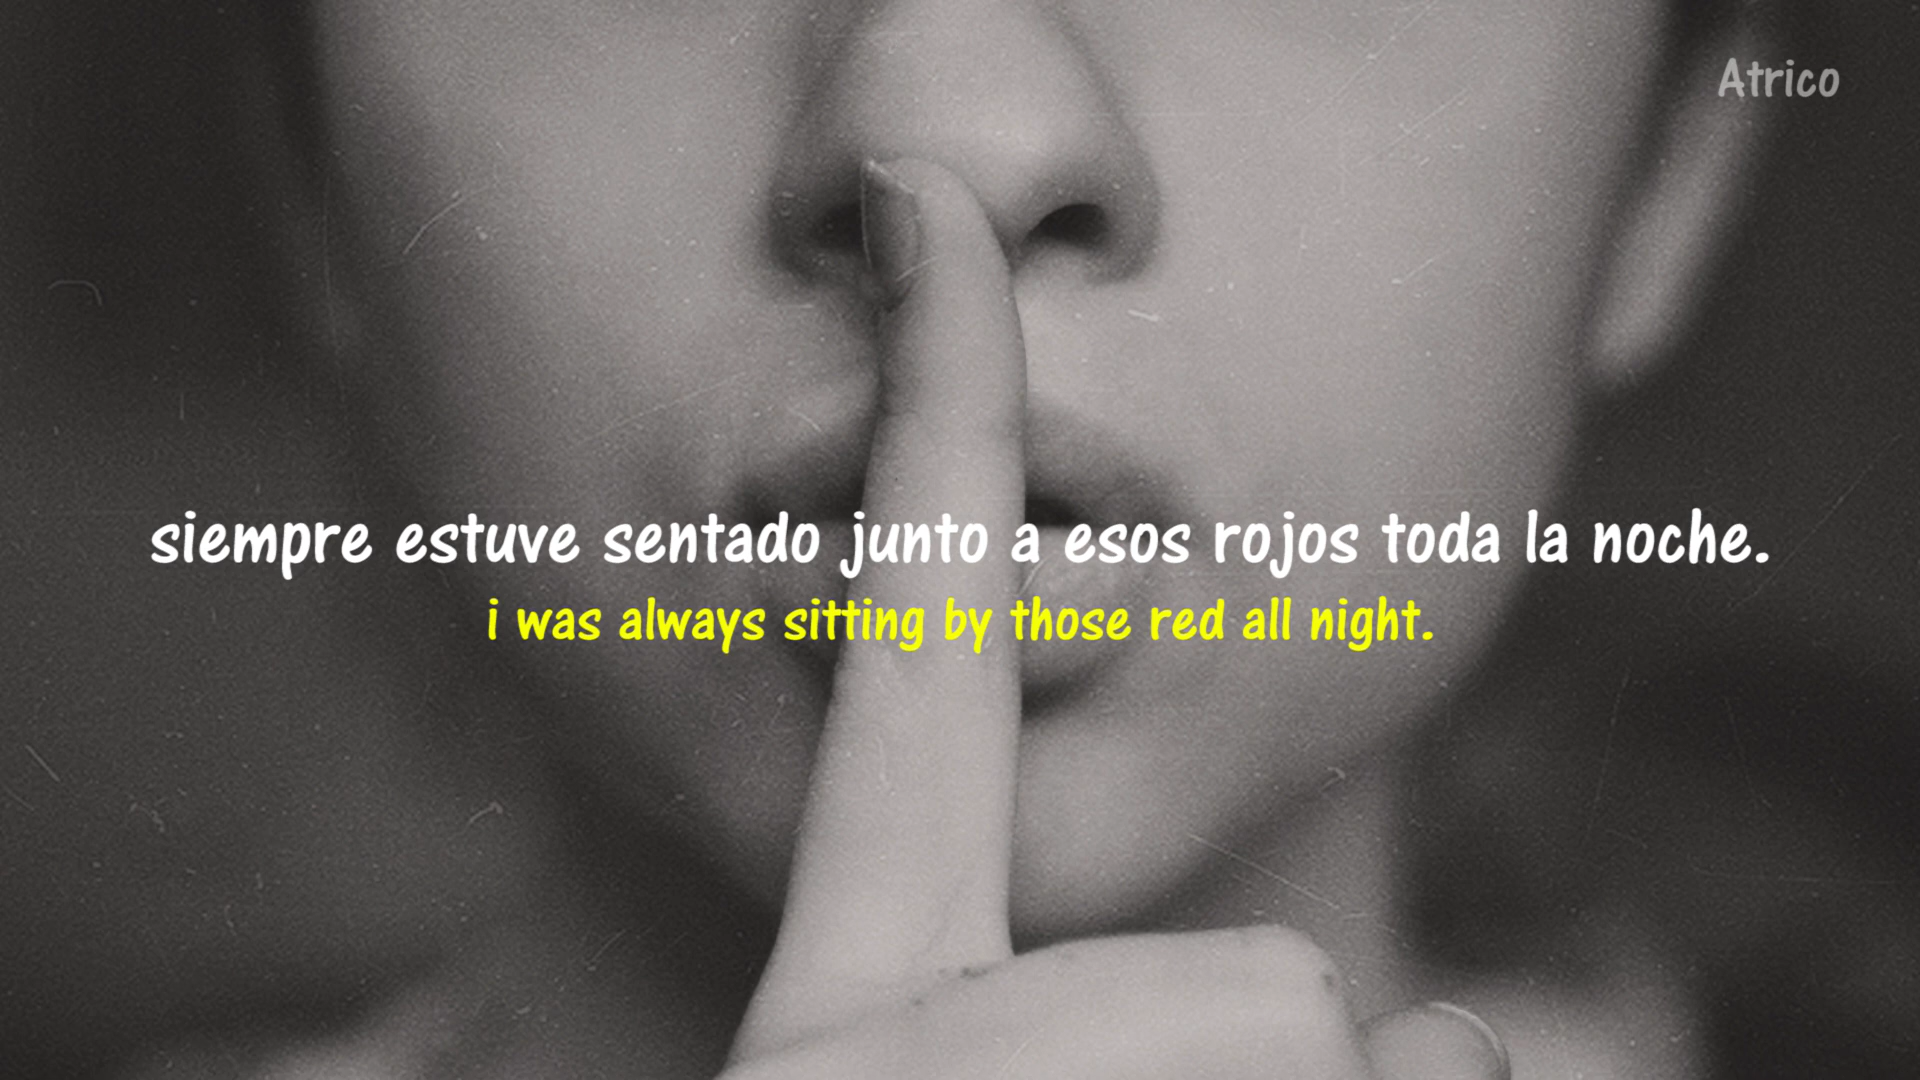 Atrico
siempre estuve sentado junto a esos rojos toda la noche.
i was always sitting by those red all night.